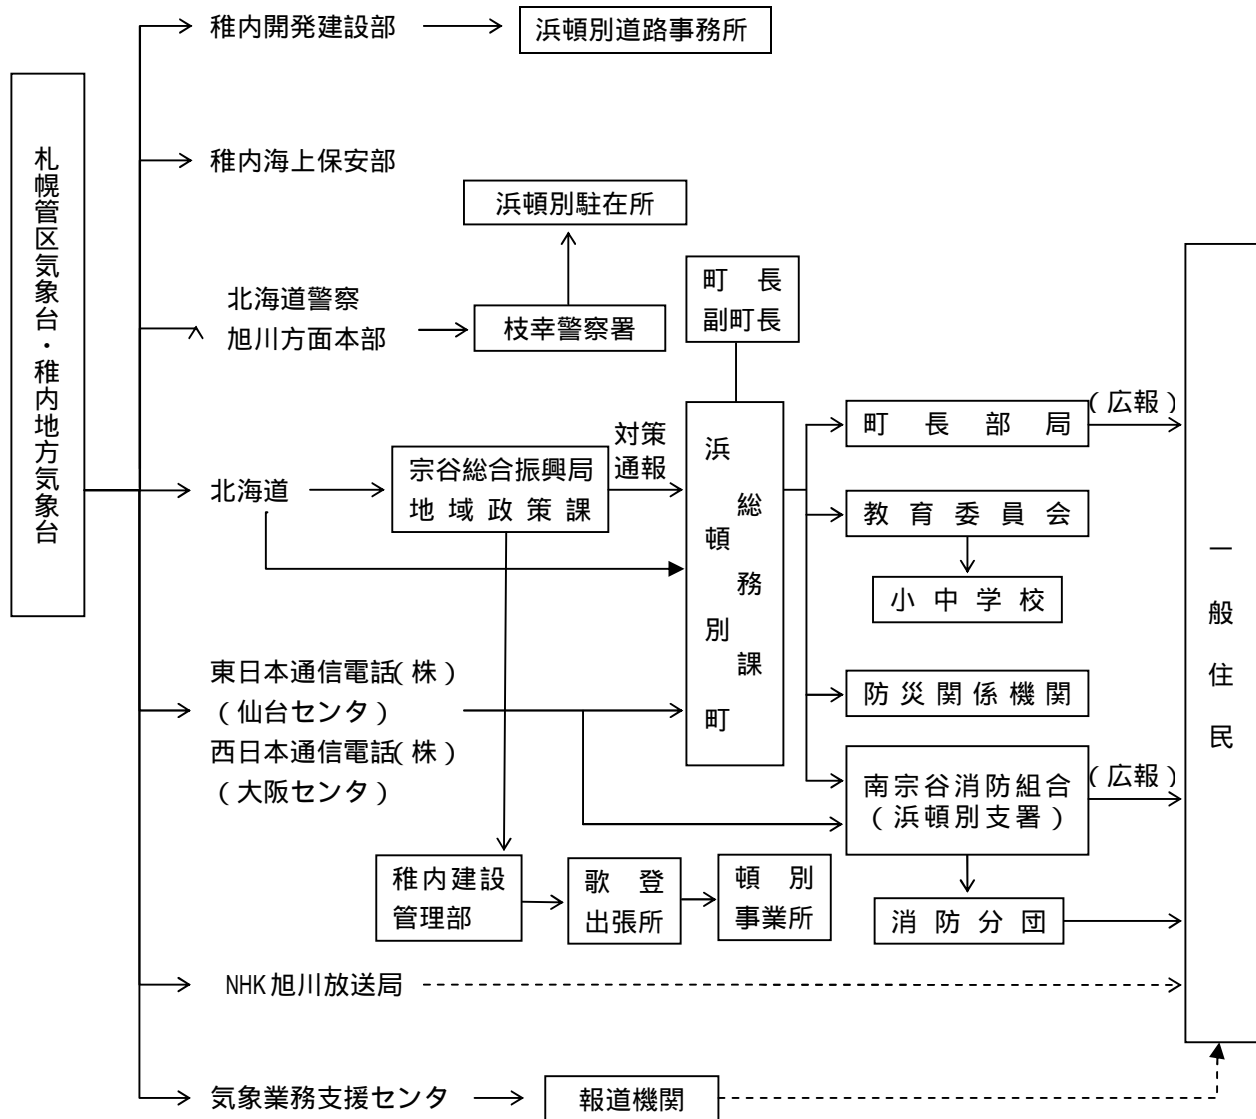 稚内開発建設部
浜頓別道路事務所
札幌管区気象台・稚内地方気象台
稚内海上保安部
浜頓別駐在所
北海道警察
旭川方面本部
枝幸警察署
町長
副町長
北海道
宗谷総合振興局
地域政策課
対策
通報
浜頓別町
総務課
町長部局
(広報)
教育委員会
小中学校
防災関係機関
東日本通信電話(株)
(仙台センタ)
西日本通信電話(株)
(大阪センタ)
南宗谷消防組合
(浜頓別支署)
(広報)
消防分団
稚内建設
管理部
歌登
出張所
頓別
事業所
NHK旭川放送局
気象業務支援センタ
報道機関
一般住民